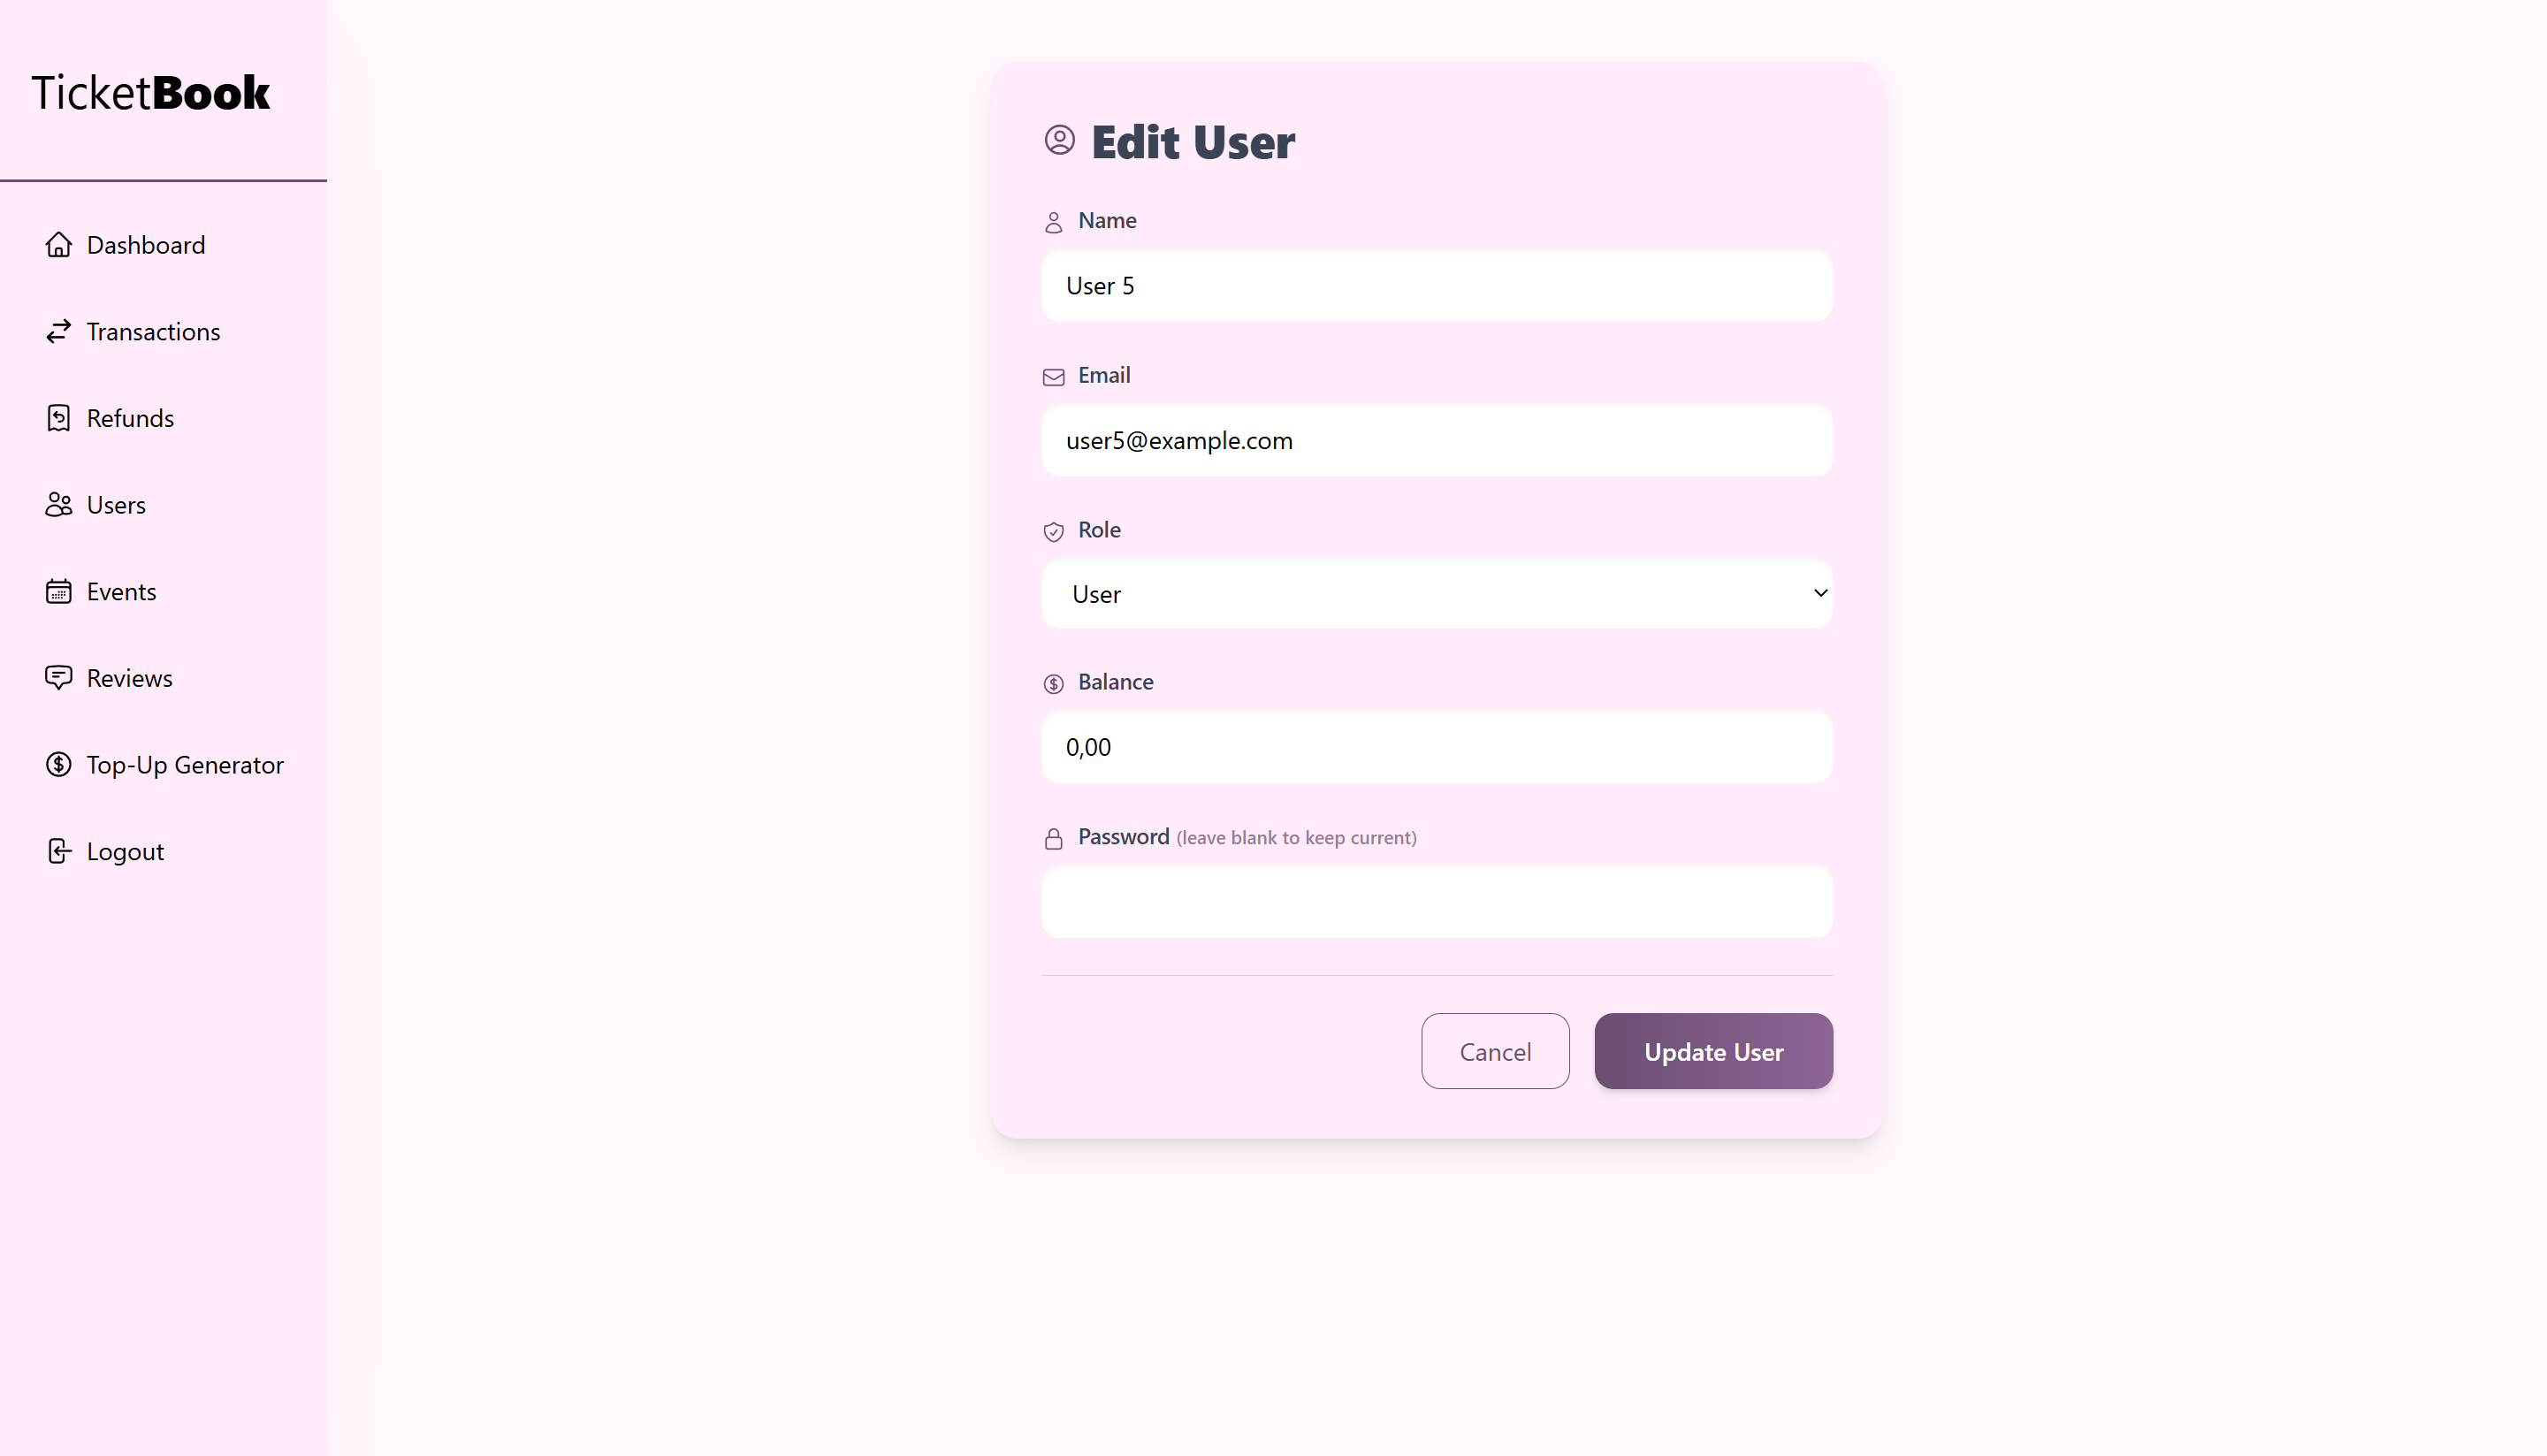 TicketBook
Dashboard
Transactions
Refunds
Users
Events
Reviews
Top-Up Generator
Logout
Edit User
Name
User 5
Email
user5@example.com
Role
User
Balance
0,00
Password (leave blank to keep current)
Cancel
Update User